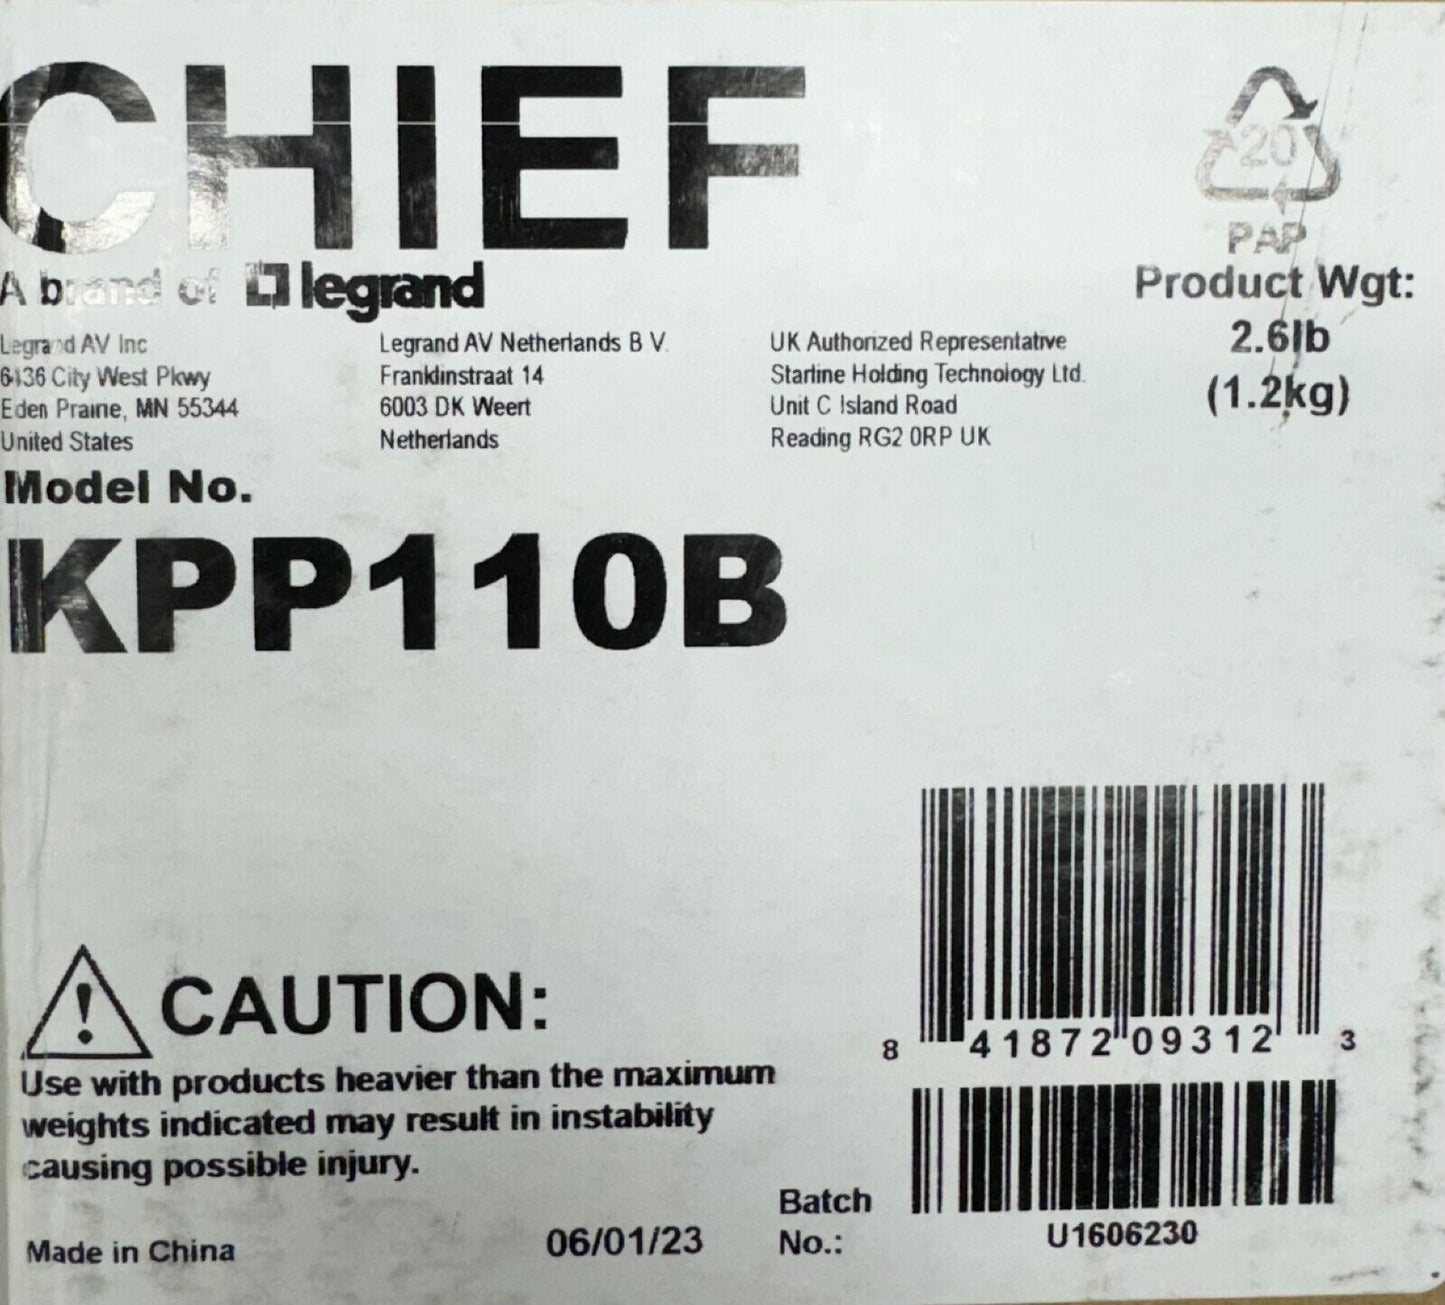 CHIEF
20
PAP
A brand of legrand
Product Wgt:
2.6lb
(1.2kg)
Legrand AV Inc
6436 City West Pkwy
Eden Prairie, MN 55344
United States
Legrand AV Netherlands B V.
Franklinstraat 14
6003 DK Weert
Netherlands
UK Authorized Representative
Starline Holding Technology Ltd.
Unit C Island Road
Reading RG2 0RP UK
Model No.
KPP110B
CAUTION:
Use with products heavier than the maximum
weights indicated may result in instability
causing possible injury.
8 41872 09312 3
Batch
No.:
U1606230
Made in China
06/01/23